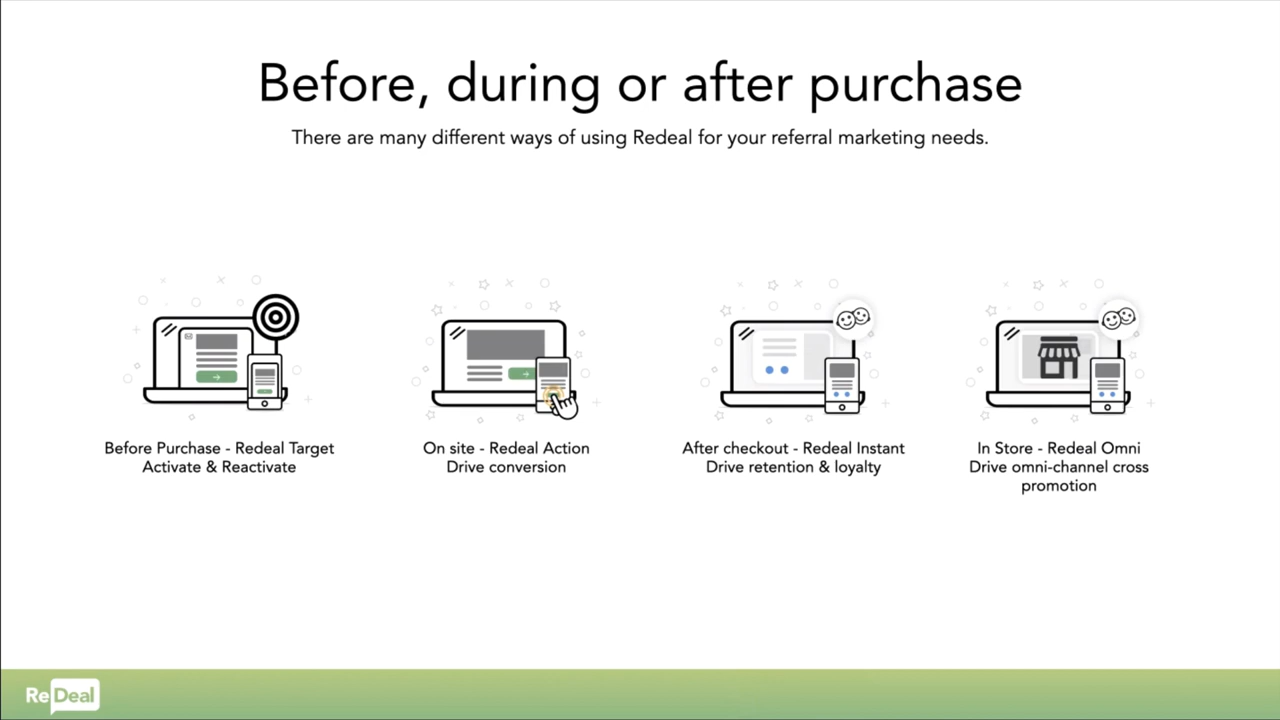 Before, during or after purchase
There are many different ways of using Redeal for your referral marketing needs.
Before Purchase - Redeal Target
Activate & Reactivate
On site - Redeal Action
Drive conversion
After checkout - Redeal Instant
Drive retention & loyalty
In Store - Redeal Omni
Drive omni-channel cross
promotion
ReDeal